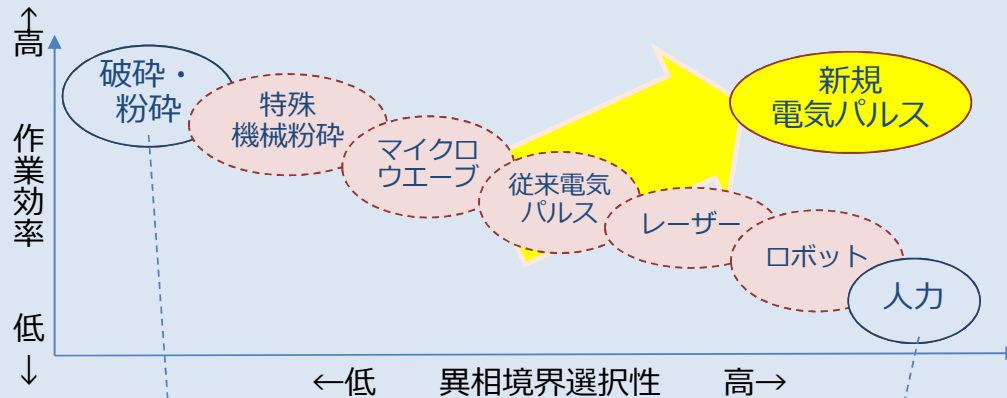 ↑
高
作業効率
低
↓
破砕・
粉砕
特殊
機械粉砕
マイクロ
ウエーブ
従来電気
パルス
レーザー
ロボット
人力
新規
電気パルス
←低 異相境界選択性 高→